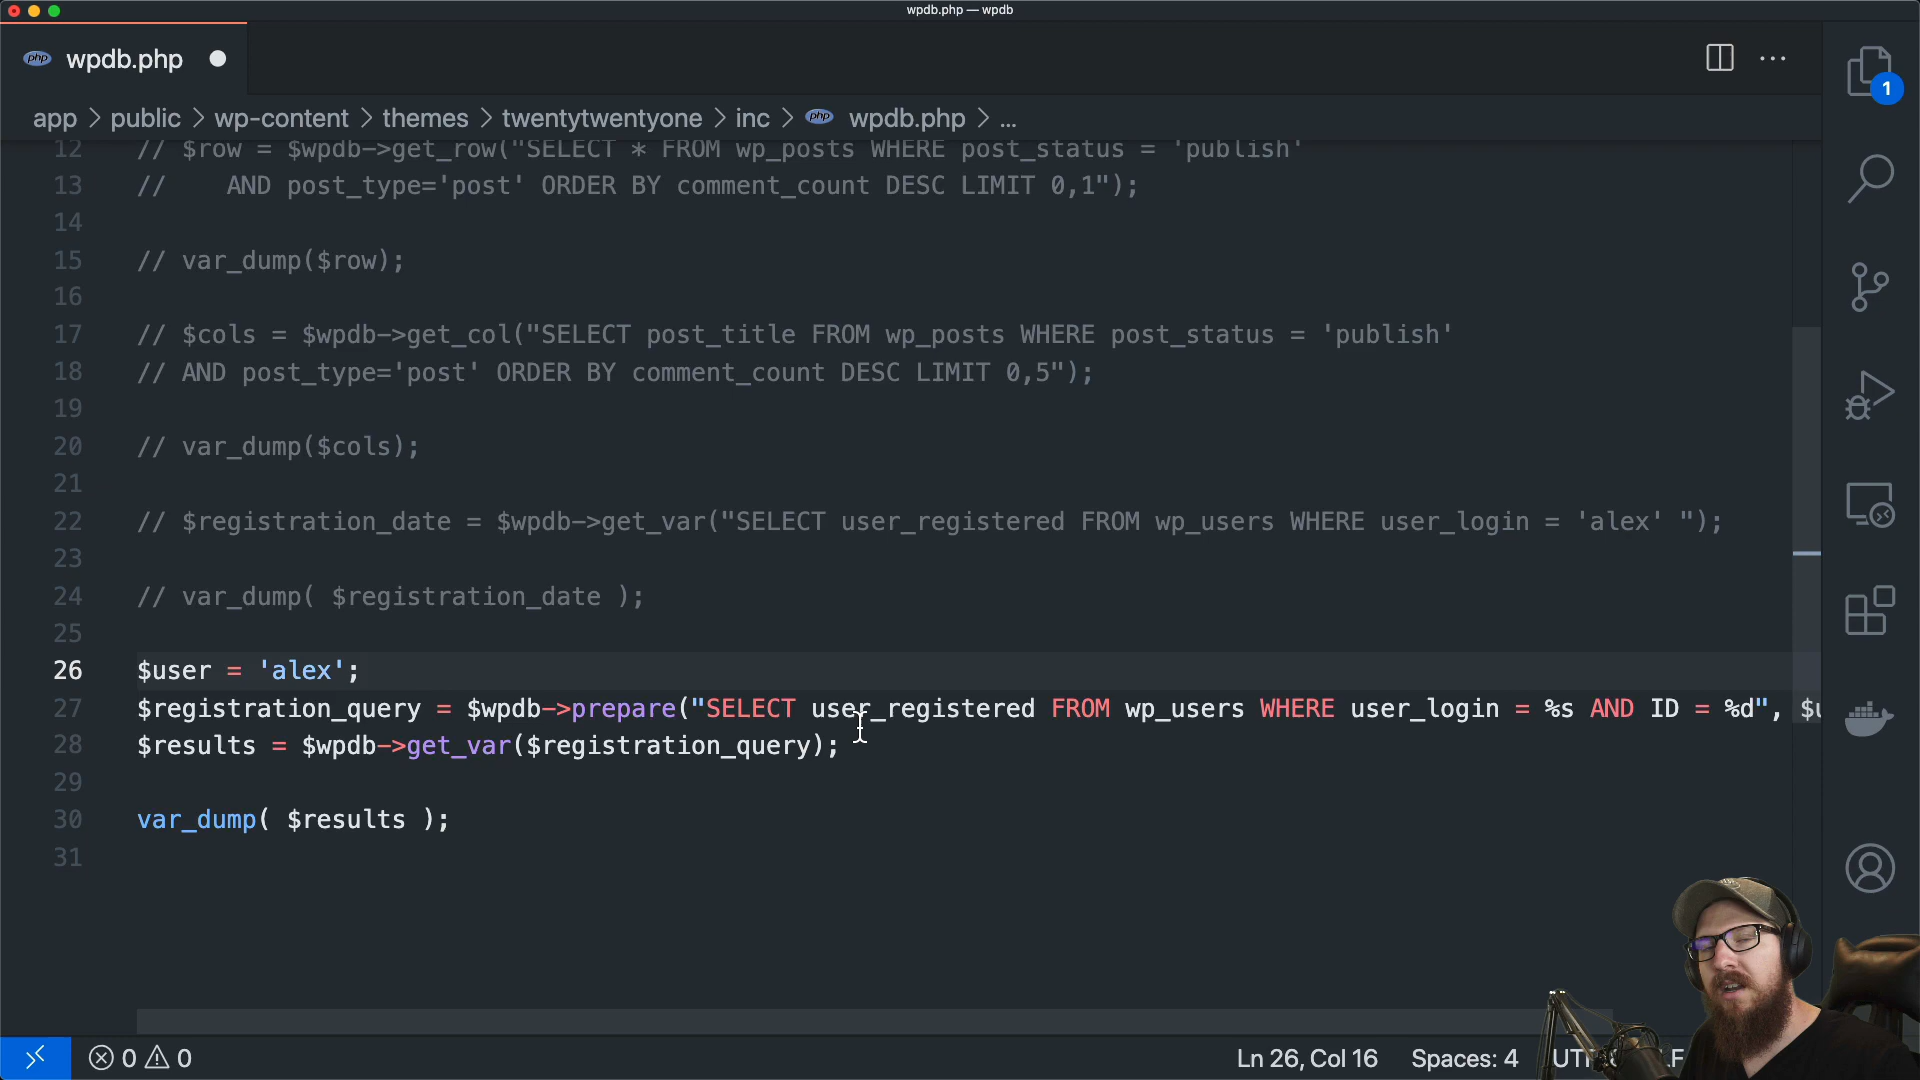 wpdb.php — wpdb
php wpdb.php
1
app > public > wp-content > themes > twentytwentyone > inc > php wpdb.php > ...
12 // $row = $wpdb->get_row("SELECT * FROM wp_posts WHERE post_status = 'publish'
13 //    AND post_type='post' ORDER BY comment_count DESC LIMIT 0,1");
14
15 // var_dump($row);
16
17 // $cols = $wpdb->get_col("SELECT post_title FROM wp_posts WHERE post_status = 'publish'
18 // AND post_type='post' ORDER BY comment_count DESC LIMIT 0,5");
19
20 // var_dump($cols);
21
22 // $registration_date = $wpdb->get_var("SELECT user_registered FROM wp_users WHERE user_login = 'alex' ");
23
24 // var_dump( $registration_date );
25
26 $user = 'alex';
27 $registration_query = $wpdb->prepare("SELECT user_registered FROM wp_users WHERE user_login = %s AND ID = %d",
28 $results = $wpdb->get_var($registration_query);
29
30 var_dump( $results );
31
0 0 Ln 26, Col 16 Spaces: 4